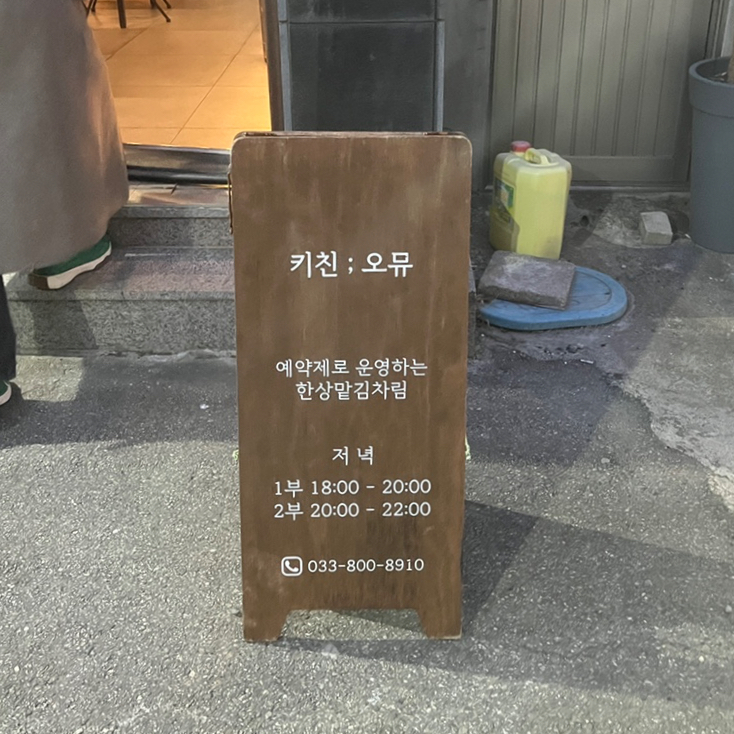 키친 ; 오뮤
예약제로 운영하는
한상맡김차림
저녁
1부 18:00 - 20:00
2부 20:00 - 22:00
033-800-8910